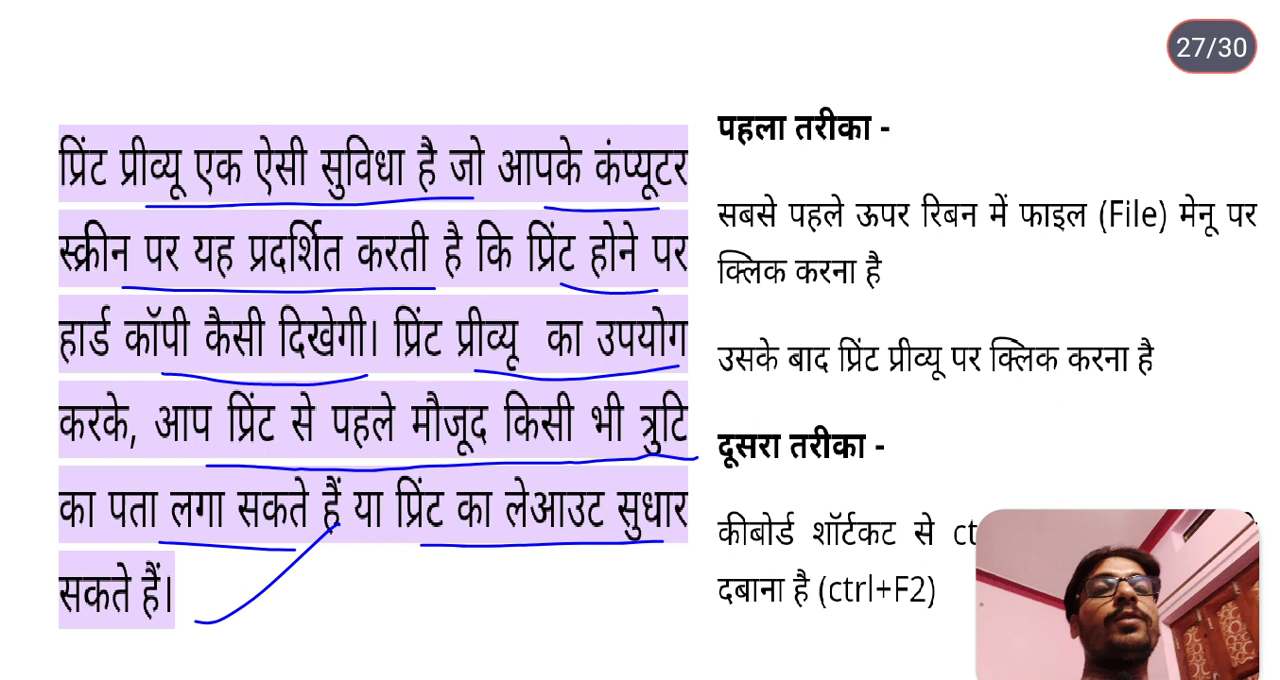 27/30
प्रिंट प्रीव्यू एक ऐसी सुविधा है जो आपके कंप्यूटर
स्क्रीन पर यह प्रदर्शित करती है कि प्रिंट होने पर
हार्ड कॉपी कैसी दिखेगी। प्रिंट प्रीव्यू का उपयोग
करके, आप प्रिंट से पहले मौजूद किसी भी त्रुटि
का पता लगा सकते हैं या प्रिंट का लेआउट सुधार
सकते हैं।
पहला तरीका -
सबसे पहले ऊपर रिबन में फाइल (File) मेनू पर
क्लिक करना है
उसके बाद प्रिंट प्रीव्यू पर क्लिक करना है
दूसरा तरीका -
कीबोर्ड शॉर्टकट से
दबाना है (ctrl+F2)